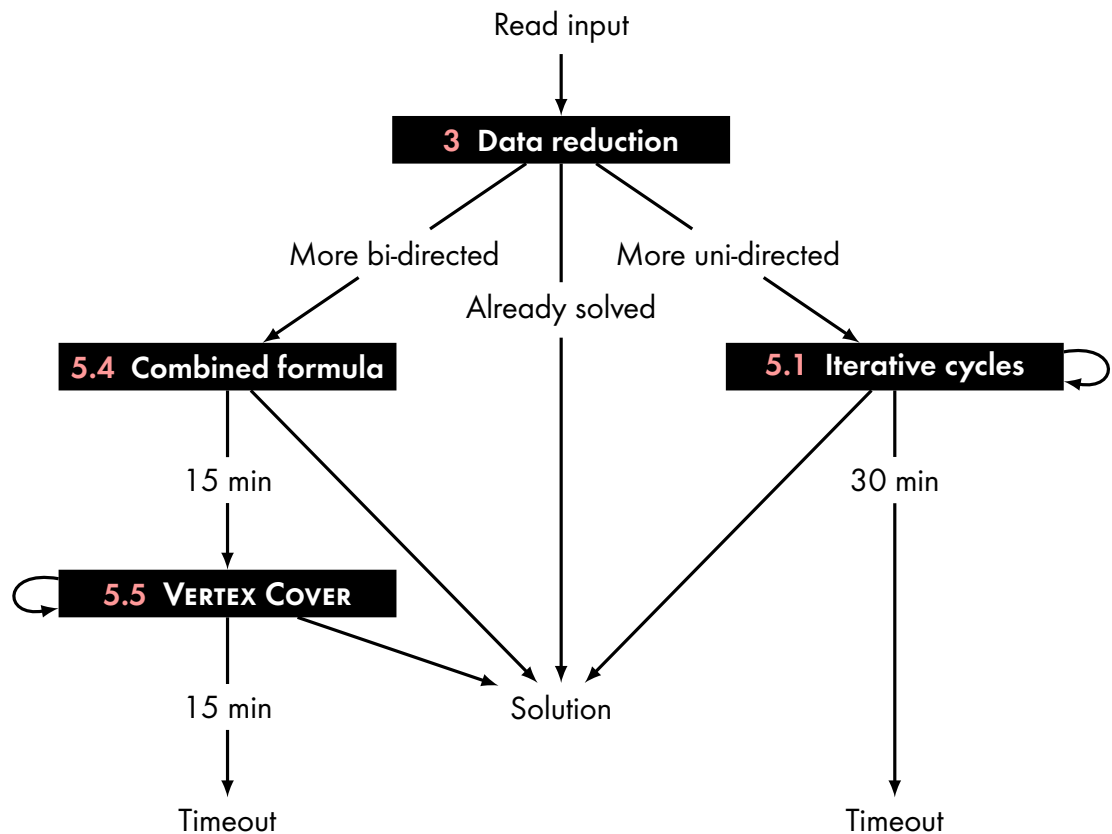 Read input
3 Data reduction
More bi-directed
More uni-directed
Already solved
5.4 Combined formula
5.1 Iterative cycles
15 min
30 min
5.5 VERTEX COVER
15 min
Solution
Timeout
Timeout